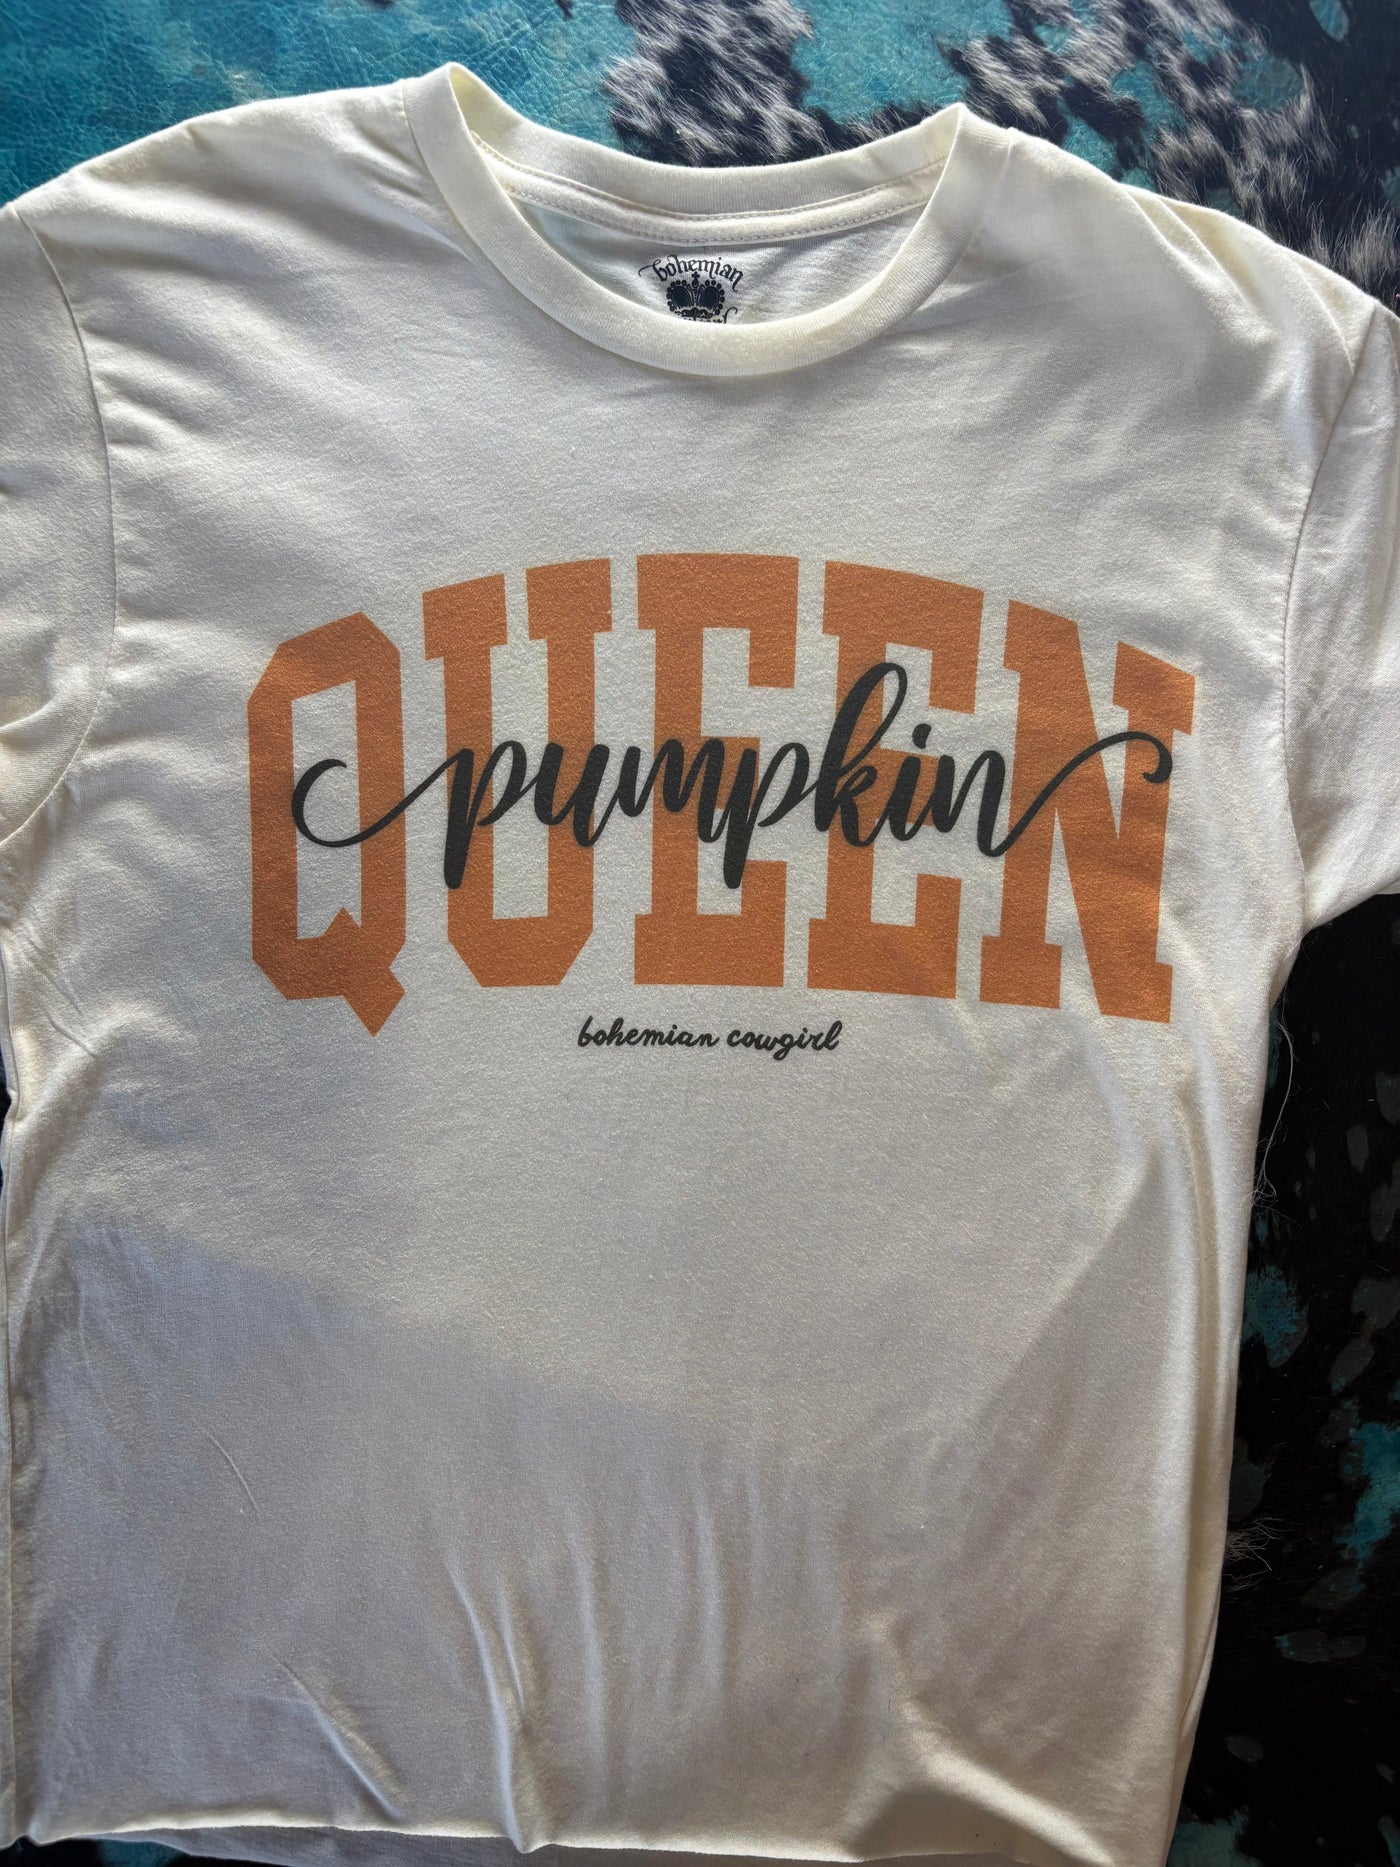 bohemian
QUEEN
pumpkin
bohemian cowgirl